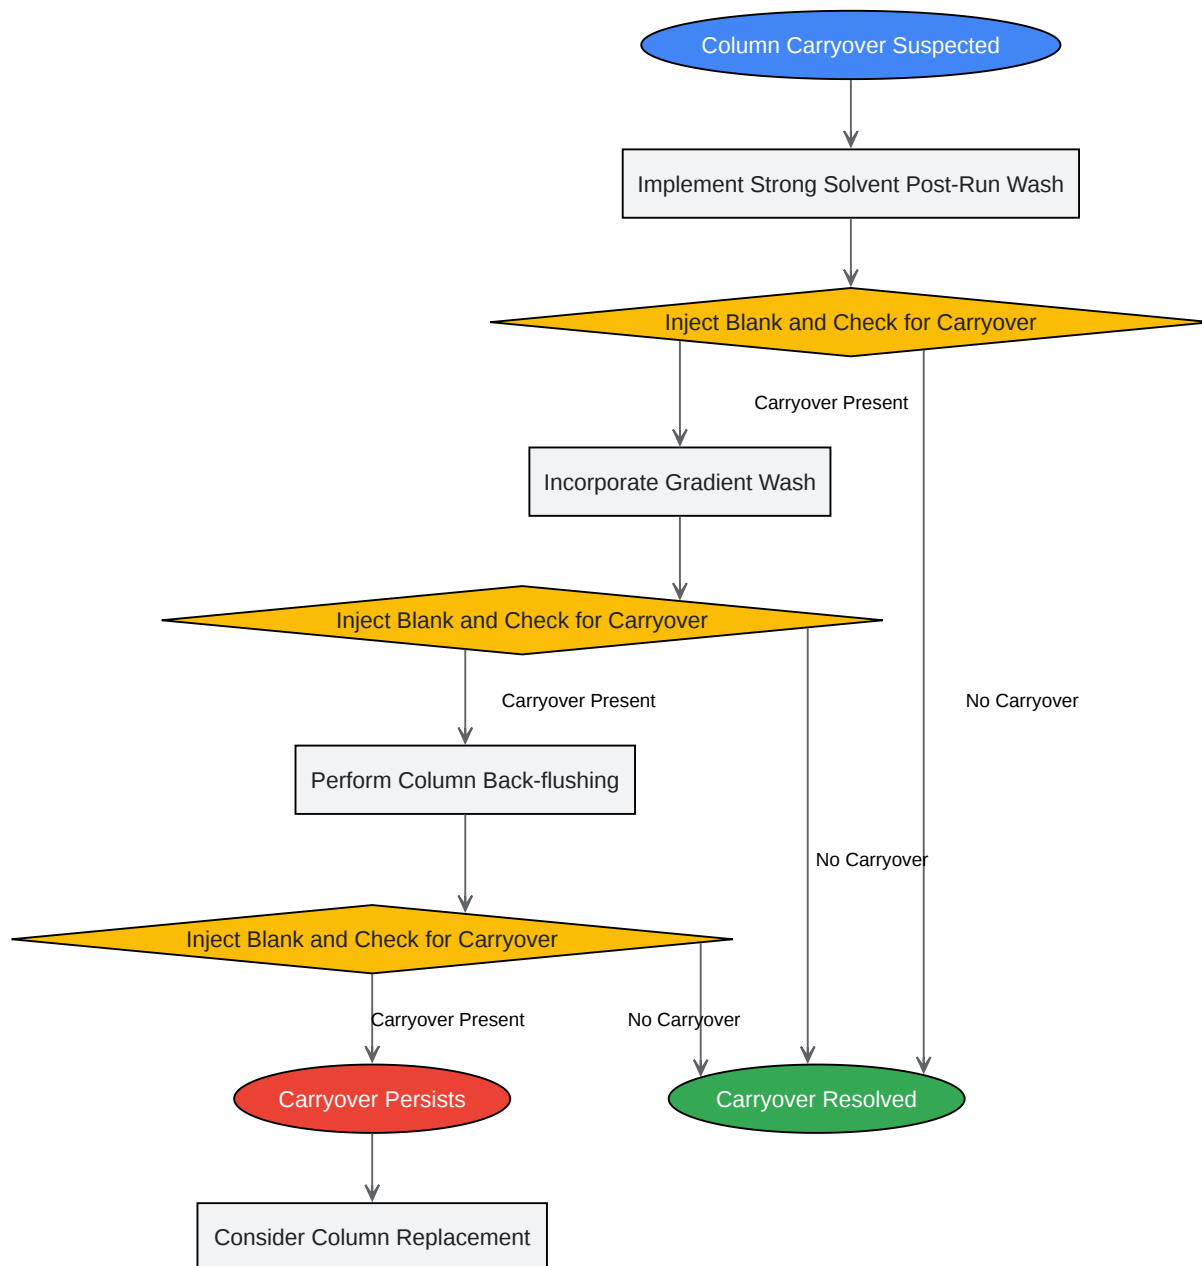 Column Carryover Suspected
Implement Strong Solvent Post-Run Wash
Inject Blank and Check for Carryover
Carryover Present
Incorporate Gradient Wash
Inject Blank and Check for Carryover
Carryover Present
No Carryover
Perform Column Back-flushing
No Carryover
Inject Blank and Check for Carryover
Carryover Present
No Carryover
Carryover Persists
Carryover Resolved
Consider Column Replacement